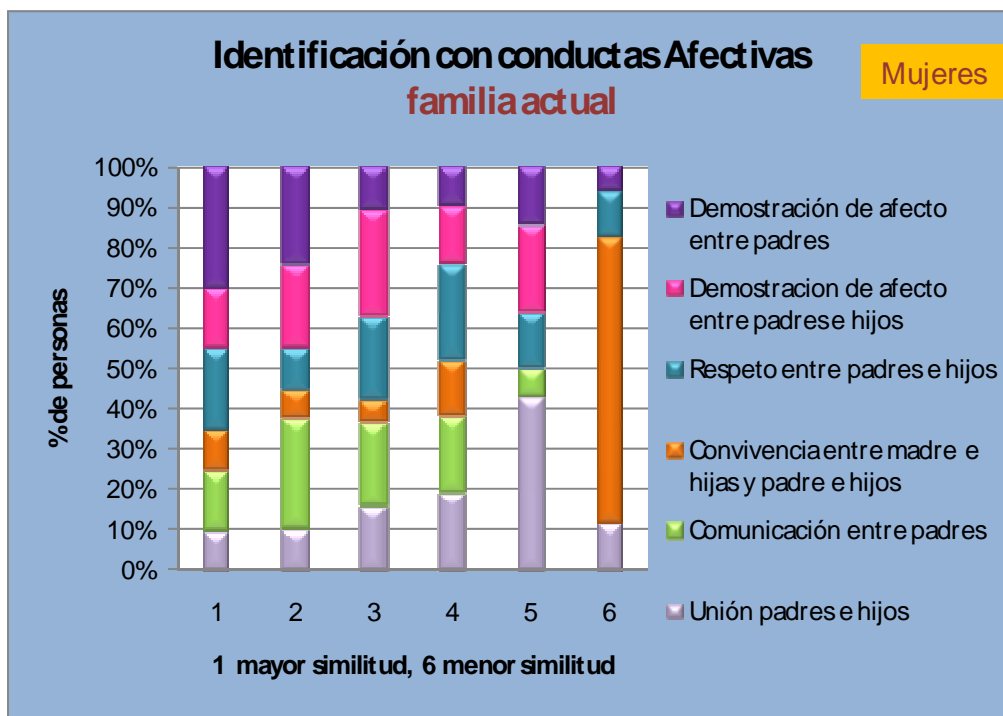 Identificación con conductas Afectivas
familia actual
Mujeres
100%
90%
80%
70%
60%
50%
40%
30%
20%
10%
0%
% de personas
1 2 3 4 5 6
1 mayor similitud, 6 menor similitud
Demostración de afecto
entre padres
Demostracion de afecto
entre padres e hijos
Respeto entre padres e hijos
Convivencia entre madre e
hijas y padre e hijos
Comunicación entre padres
Unión padres e hijos